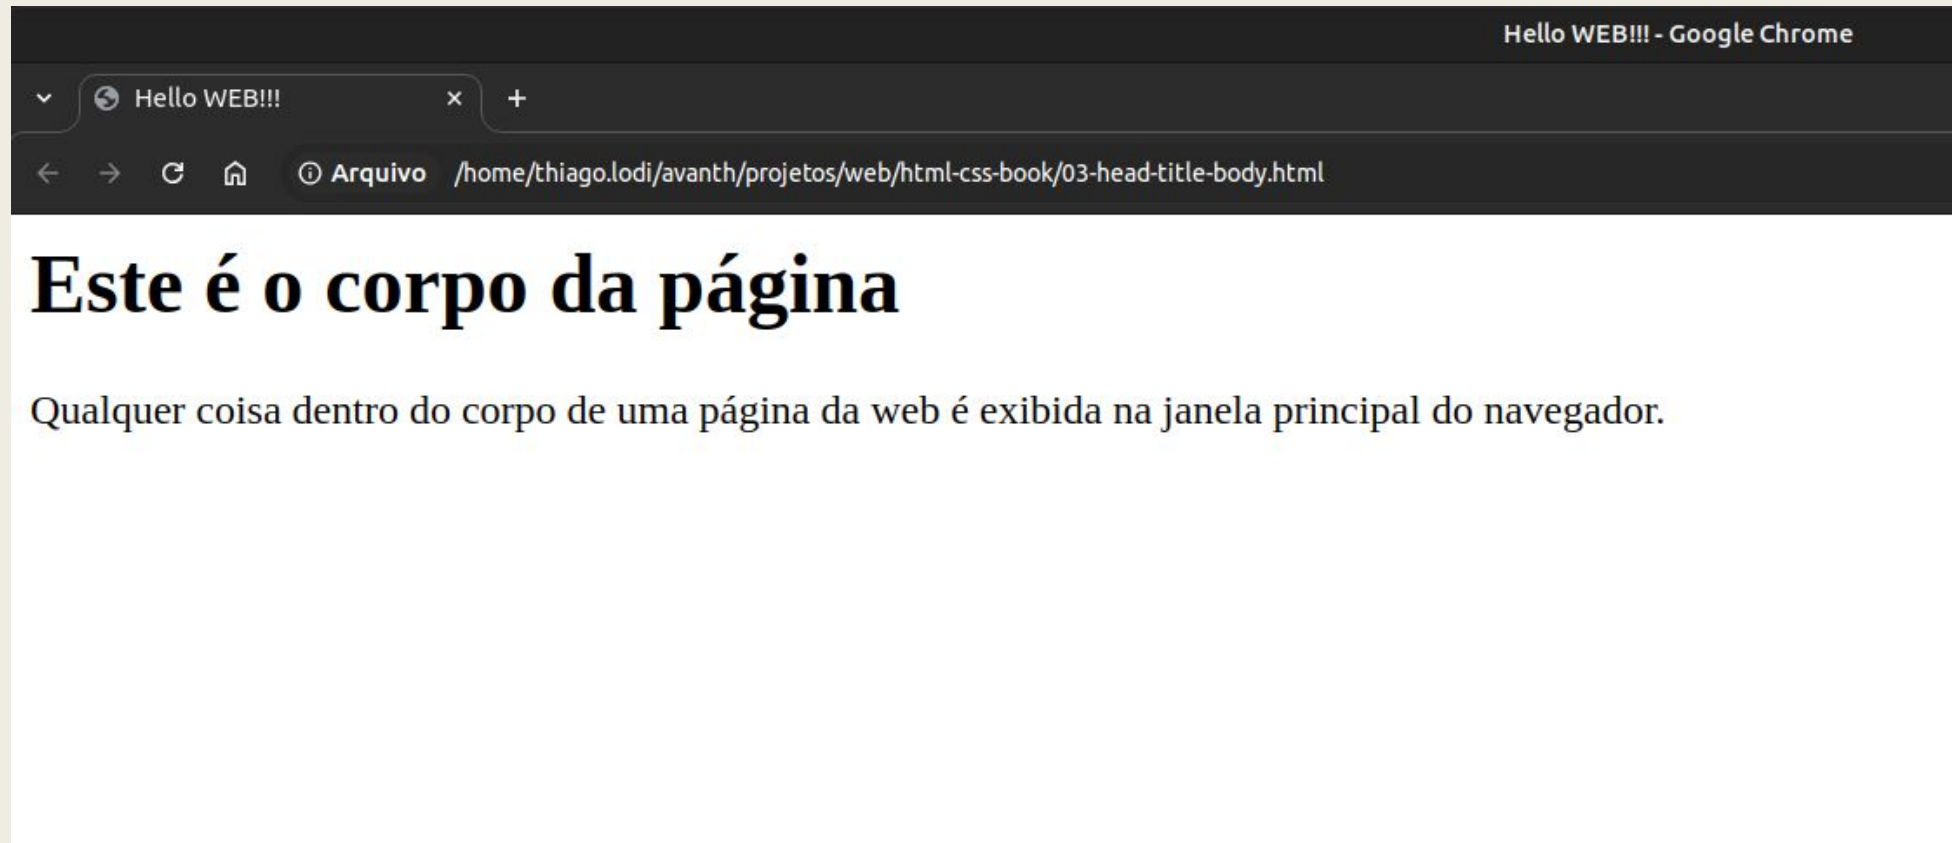 Hello WEB!!! - Google Chrome
Hello WEB!!!
Arquivo /home/thiago.lodi/avanth/projetos/web/html-css-book/03-head-title-body.html
Este é o corpo da página
Qualquer coisa dentro do corpo de uma página da web é exibida na janela principal do navegador.